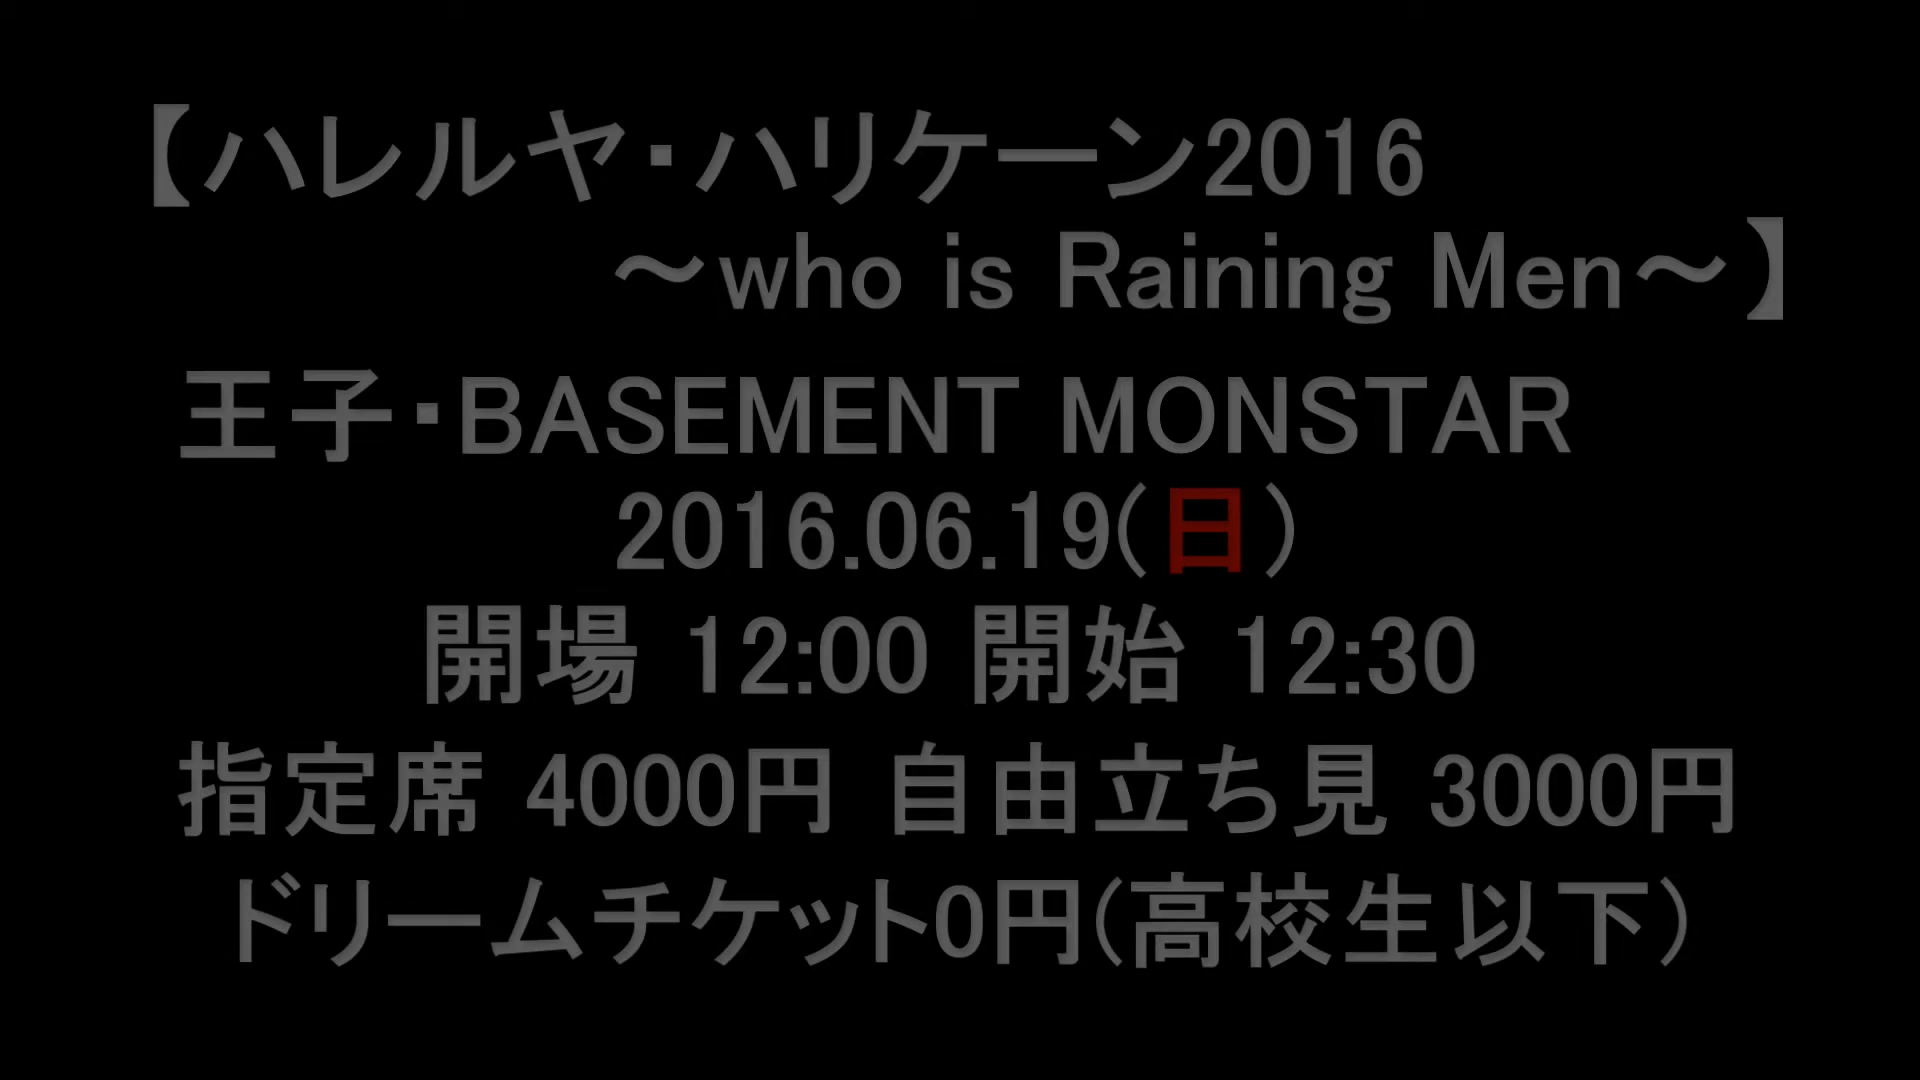 【ハレルヤ・ハリケーン2016
～who is Raining Men～】
王子・BASEMENT MONSTAR
2016.06.19(日)
開場 12:00 開始 12:30
指定席 4000円 自由立ち見 3000円
ドリームチケット0円(高校生以下)